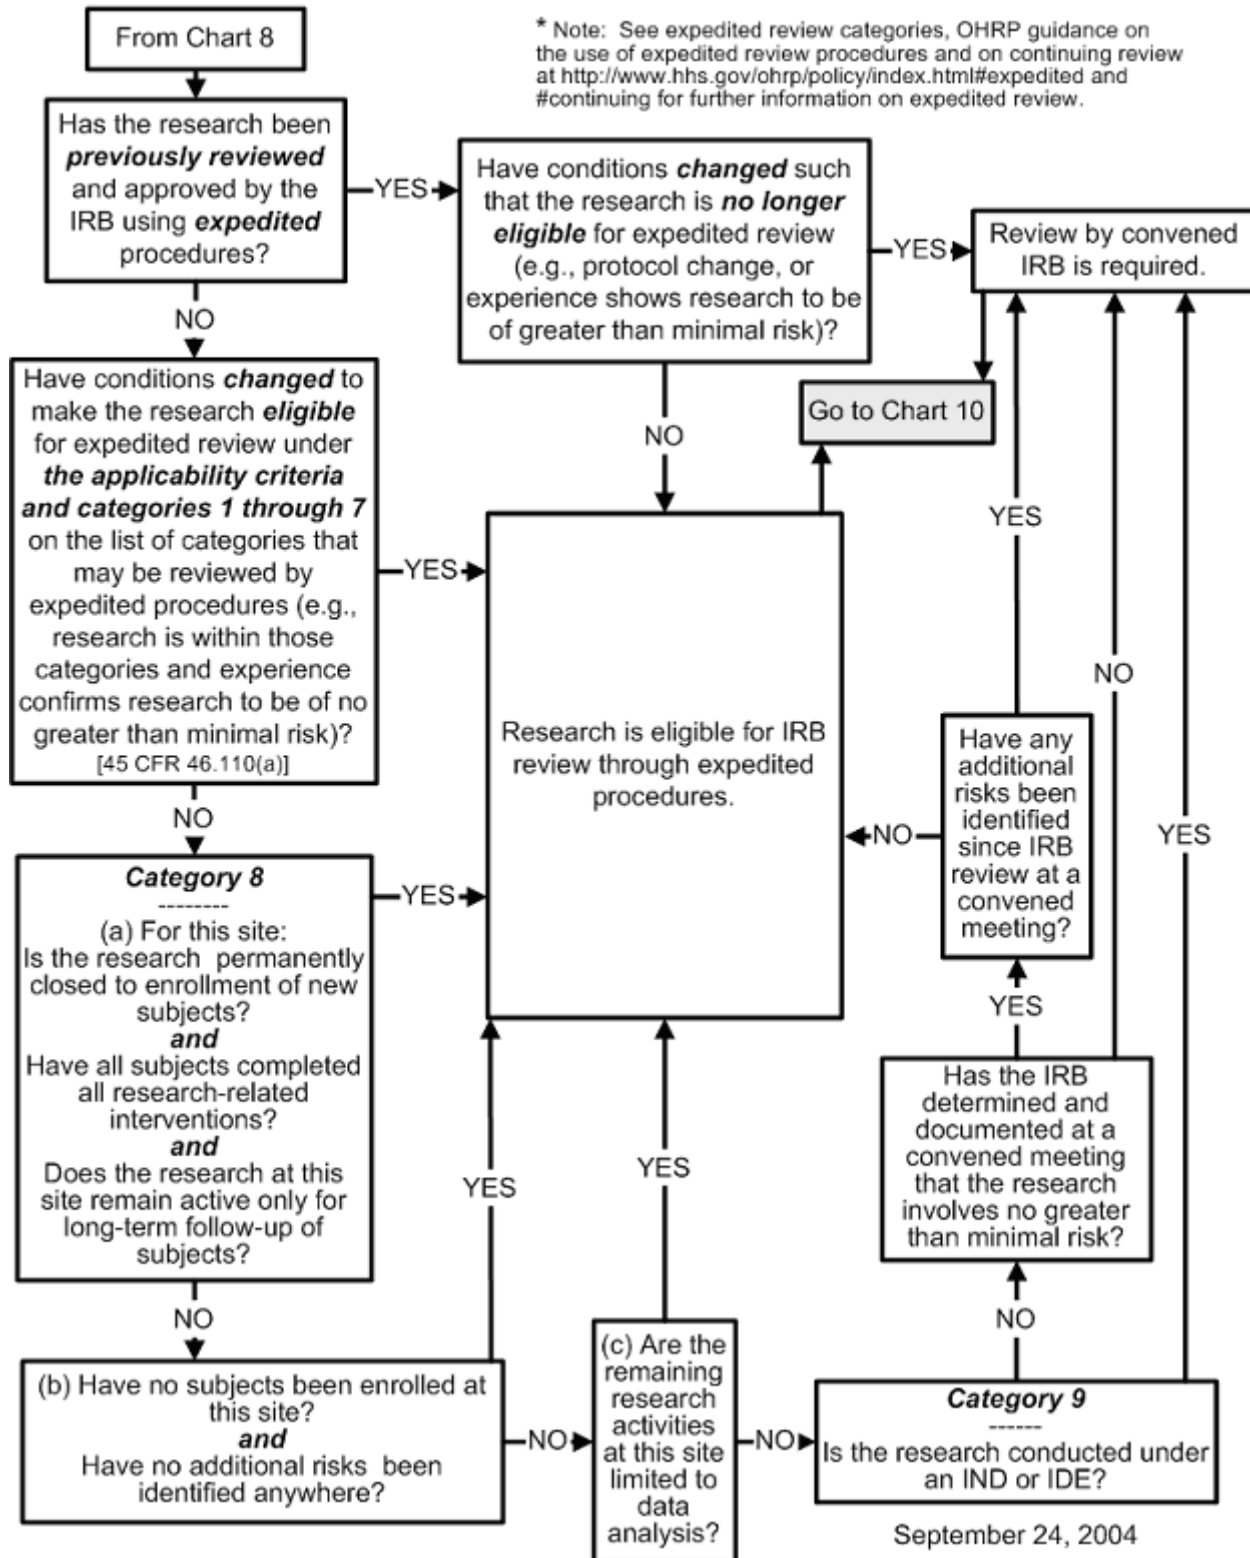 From Chart 8
* Note: See expedited review categories, OHRP guidance on
the use of expedited review procedures and on continuing review
at http://www.hhs.gov/ohrp/policy/index.html#expedited and
#continuing for further information on expedited review.
Has the research been
previously reviewed
and approved by the
IRB using expedited
procedures?
YES
Have conditions changed such
that the research is no longer
eligible for expedited review
(e.g., protocol change, or
experience shows research to be
of greater than minimal risk)?
YES
Review by convened
IRB is required.
NO
Go to Chart 10
NO
Have conditions changed to
make the research eligible
for expedited review under
the applicability criteria
and categories 1 through 7
on the list of categories that
may be reviewed by
expedited procedures (e.g.,
research is within those
categories and experience
confirms research to be of no
greater than minimal risk)?
[45 CFR 46.110(a)]
YES
Research is eligible for IRB
review through expedited
procedures.
YES
NO
YES
Have any
additional
risks been
identified
since IRB
review at a
convened
meeting?
NO
NO
Category 8
--------
(a) For this site:
Is the research permanently
closed to enrollment of new
subjects?
and
Have all subjects completed
all research-related
interventions?
and
Does the research at this
site remain active only for
long-term follow-up of
subjects?
YES
YES
YES
YES
Has the IRB
determined and
documented at a
convened meeting
that the research
involves no greater
than minimal risk?
NO
NO
(b) Have no subjects been enrolled at
this site?
and
Have no additional risks been
identified anywhere?
NO
(c) Are the
remaining
research
activities
at this site
limited to
data
analysis?
NO
Category 9
------
Is the research conducted under
an IND or IDE?
September 24, 2004